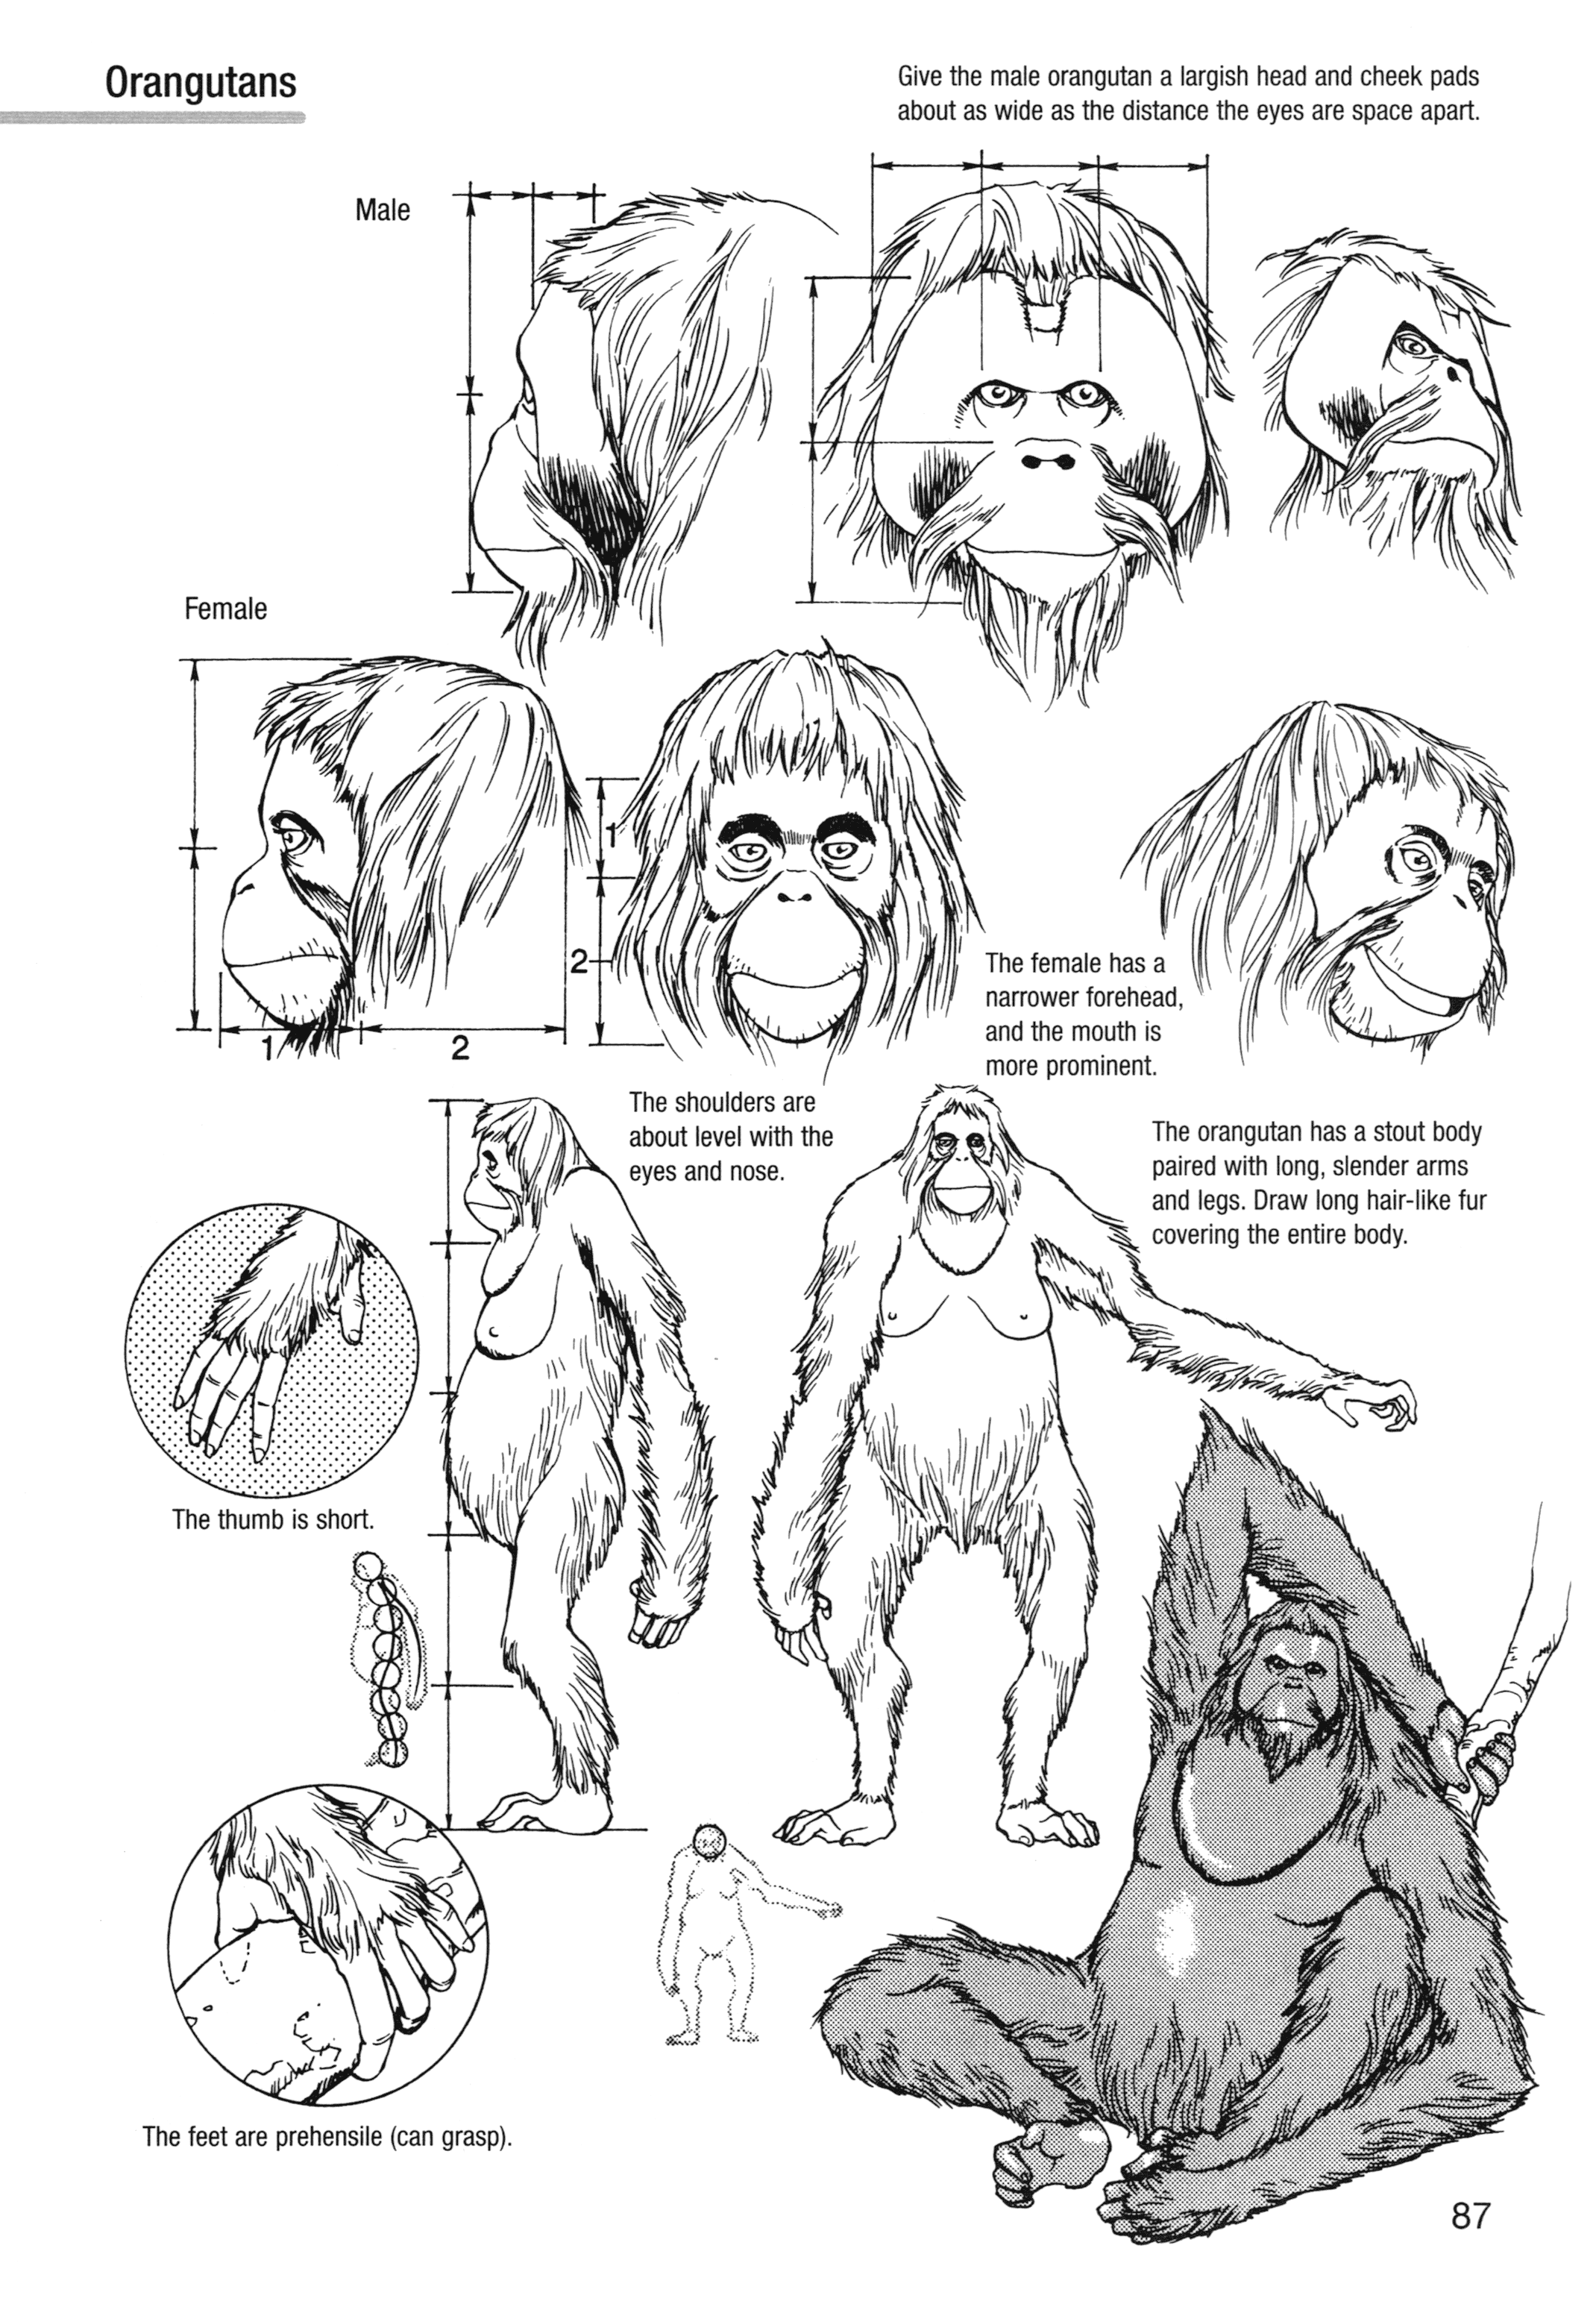 Orangutans
Give the male orangutan a largish head and cheek pads
about as wide as the distance the eyes are space apart.
Male
Female
1
2
1
2
The female has a
narrower forehead,
and the mouth is
more prominent.
The shoulders are
about level with the
eyes and nose.
The orangutan has a stout body
paired with long, slender arms
and legs. Draw long hair-like fur
covering the entire body.
The thumb is short.
The feet are prehensile (can grasp).
87